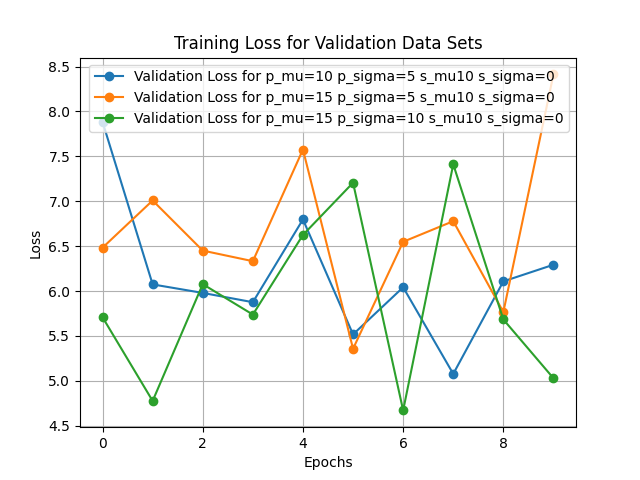 Training Loss for Validation Data Sets
Validation Loss for p_mu=10 p_sigma=5 s_mu10 s_sigma=0
Validation Loss for p_mu=15 p_sigma=5 s_mu10 s_sigma=0
Validation Loss for p_mu=15 p_sigma=10 s_mu10 s_sigma=0
8.5
8.0
7.5
7.0
6.5
6.0
5.5
5.0
4.5
Loss
0 2 4 6 8
Epochs